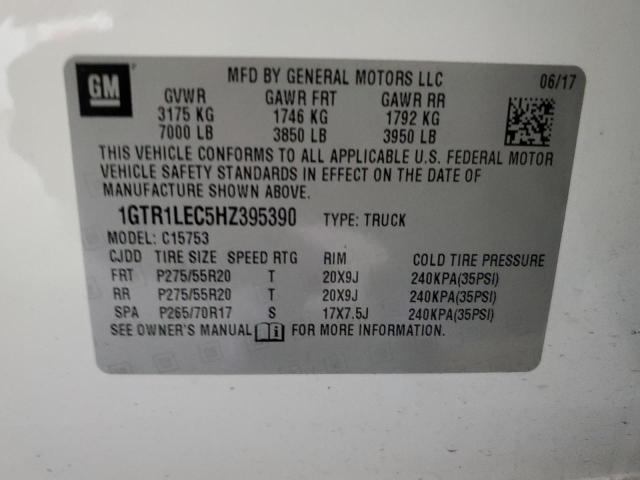 GM
MFD BY GENERAL MOTORS LLC 06/17
GVWR GAWR FRT GAWR RR
3175 KG 1746 KG 1792 KG
7000 LB 3850 LB 3950 LB
THIS VEHICLE CONFORMS TO ALL APPLICABLE U.S. FEDERAL MOTOR
VEHICLE SAFETY STANDARDS IN EFFECT ON THE DATE OF
MANUFACTURE SHOWN ABOVE.
1GTR1LEC5HZ395390 TYPE: TRUCK
MODEL: C15753
CJDD TIRE SIZE SPEED RTG RIM COLD TIRE PRESSURE
FRT P275/55R20 T 20X9J 240KPA(35PSI)
RR P275/55R20 T 20X9J 240KPA(35PSI)
SPA P265/70R17 S 17X7.5J 240KPA(35PSI)
SEE OWNER'S MANUAL FOR MORE INFORMATION.